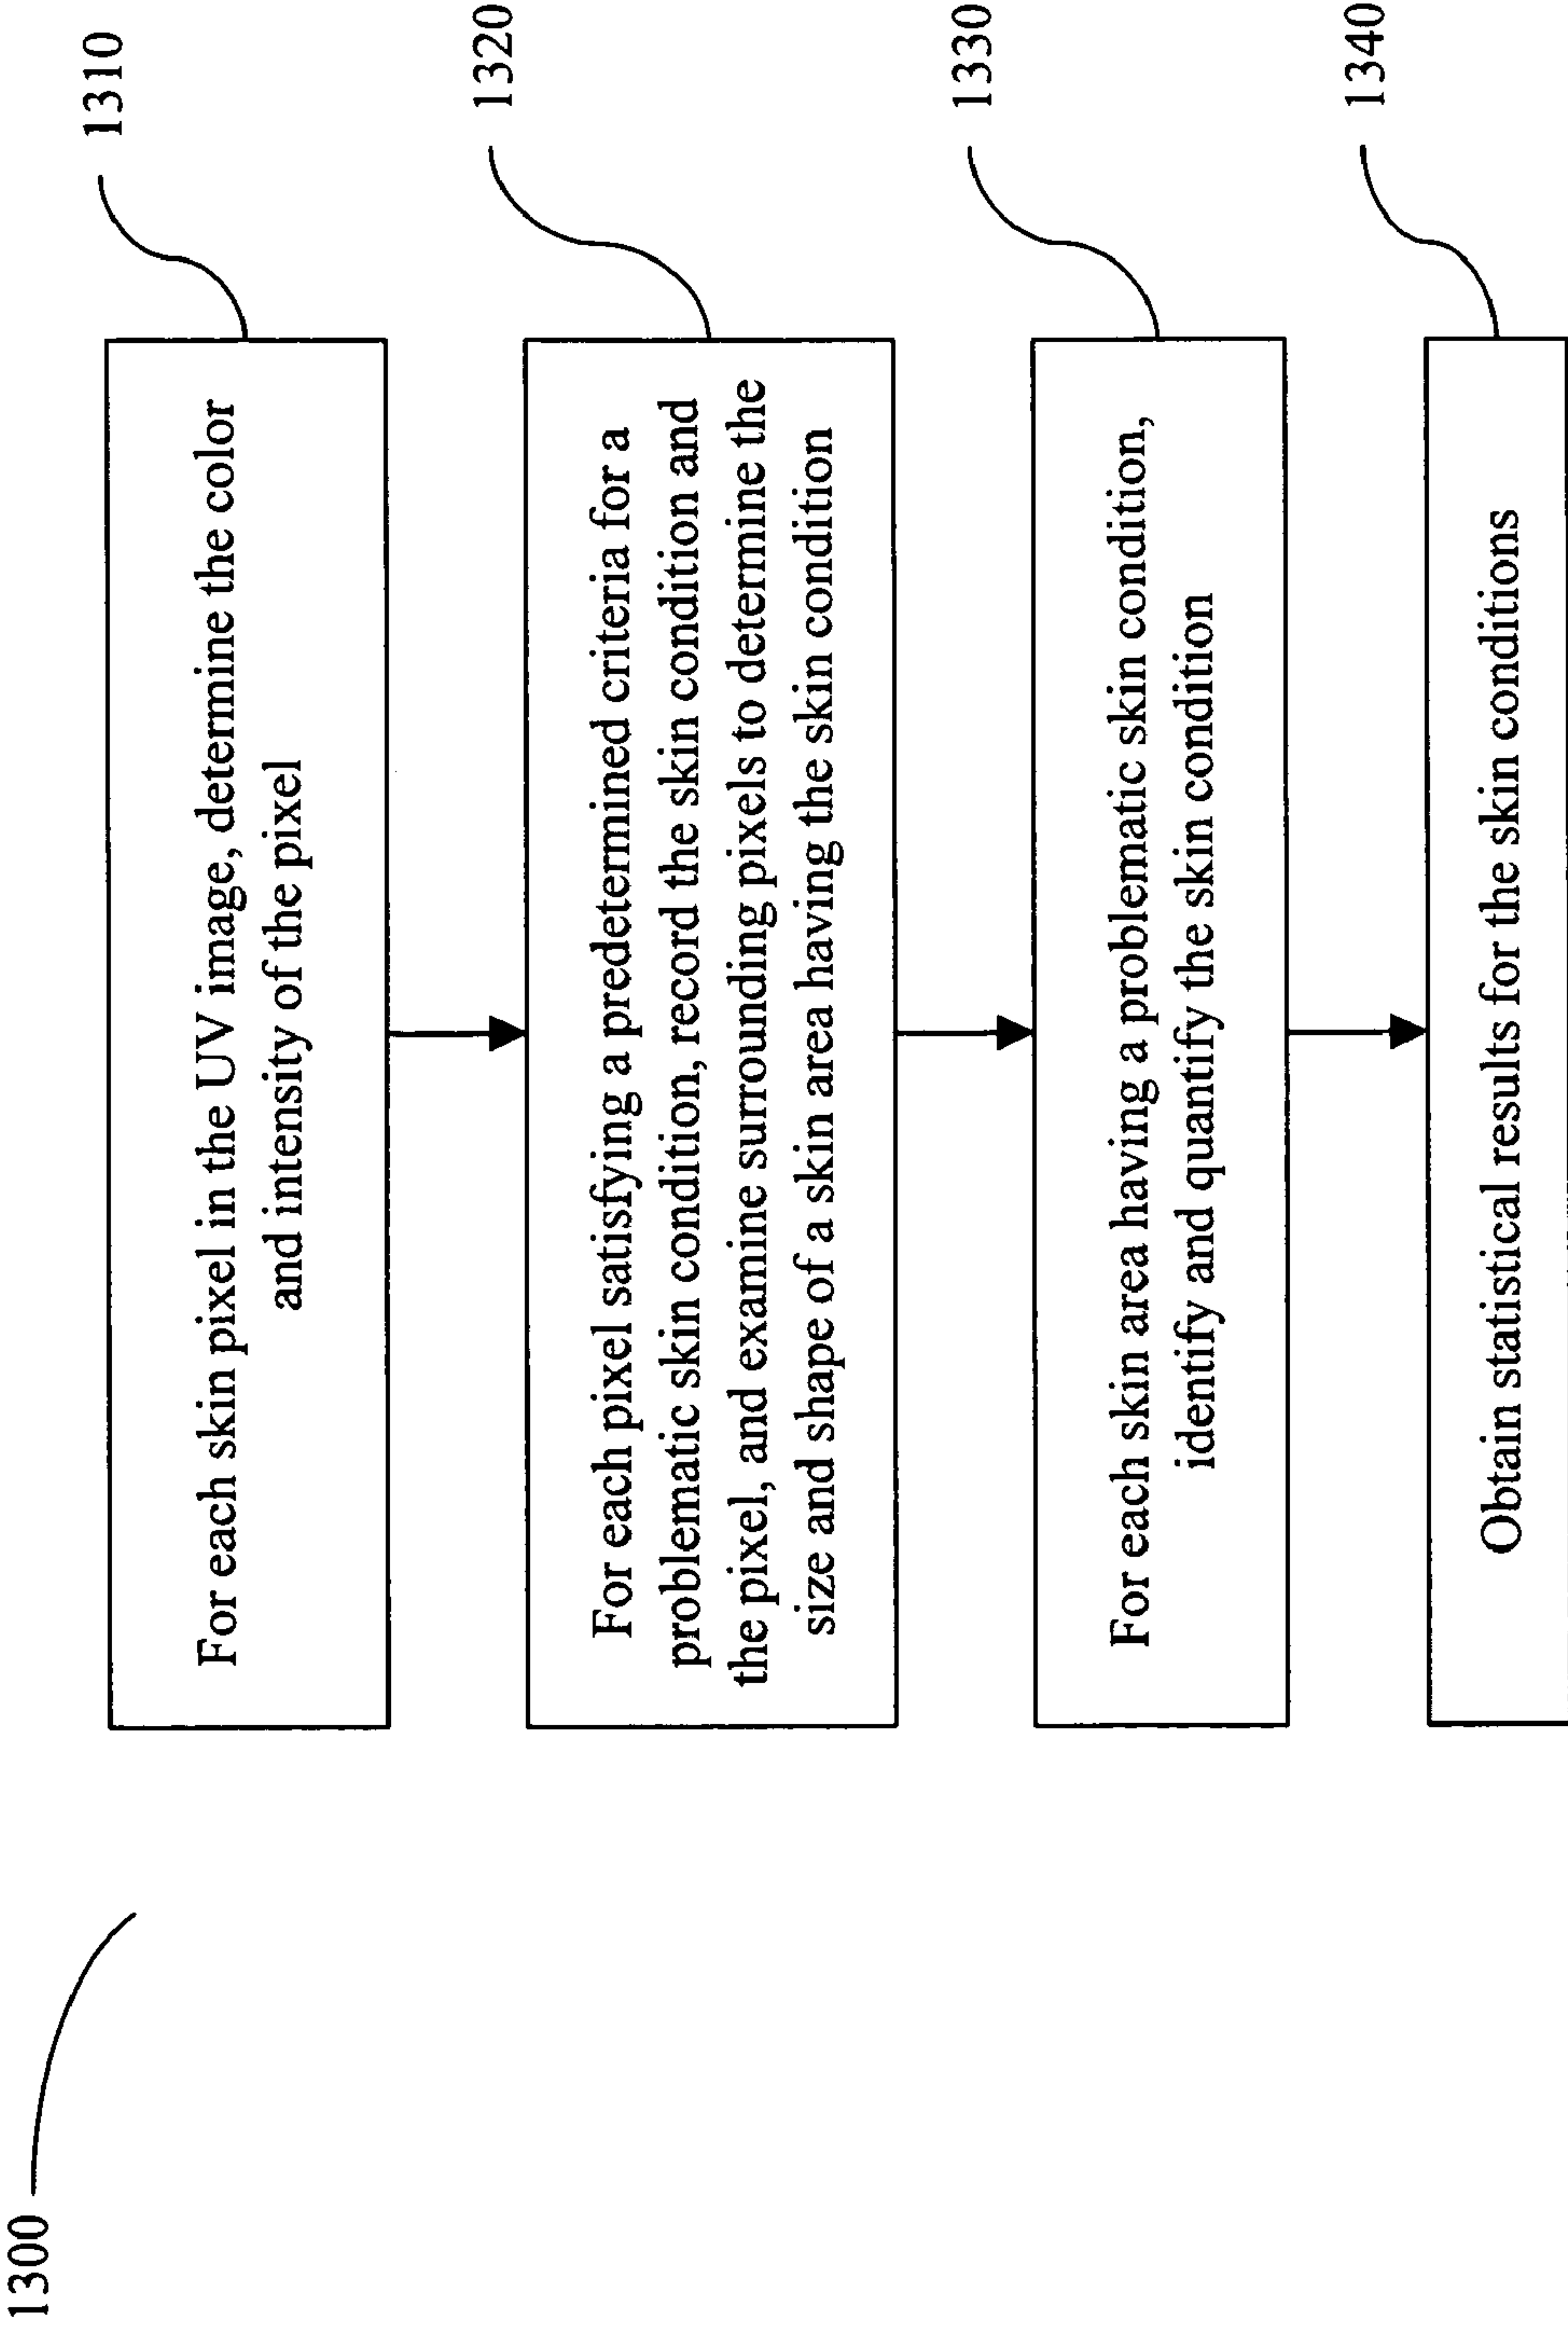 1300
1310
For each skin pixel in the UV image, determine the color
and intensity of the pixel
1320
For each pixel satisfying a predetermined criteria for a
problematic skin condition, record the skin condition and
the pixel, and examine surrounding pixels to determine the
size and shape of a skin area having the skin condition
1330
For each skin area having a problematic skin condition,
identify and quantify the skin condition
1340
Obtain statistical results for the skin conditions